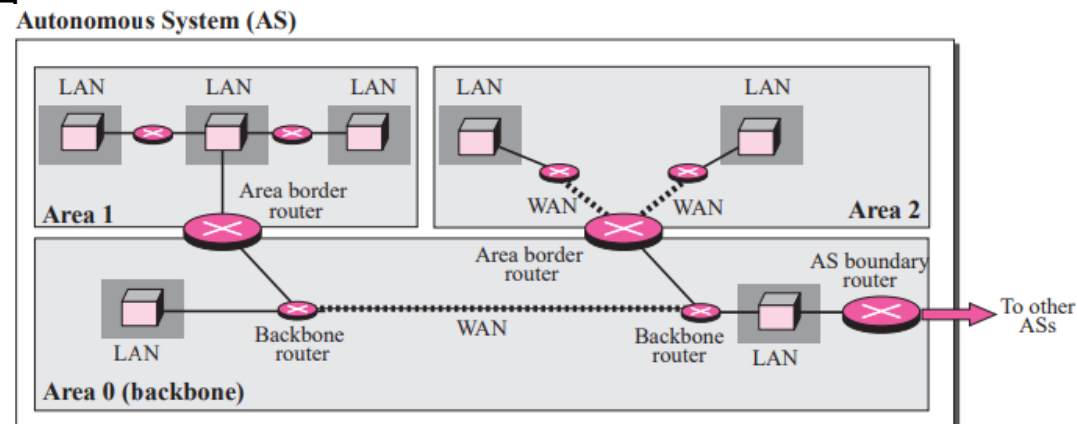 Autonomous System (AS)
LAN
LAN
LAN
Area border
router
Area 1
LAN
LAN
WAN
WAN
Area 2
Area border
router
AS boundary
router
To other
ASs
LAN
Backbone
router
WAN
Backbone
router
LAN
Area 0 (backbone)